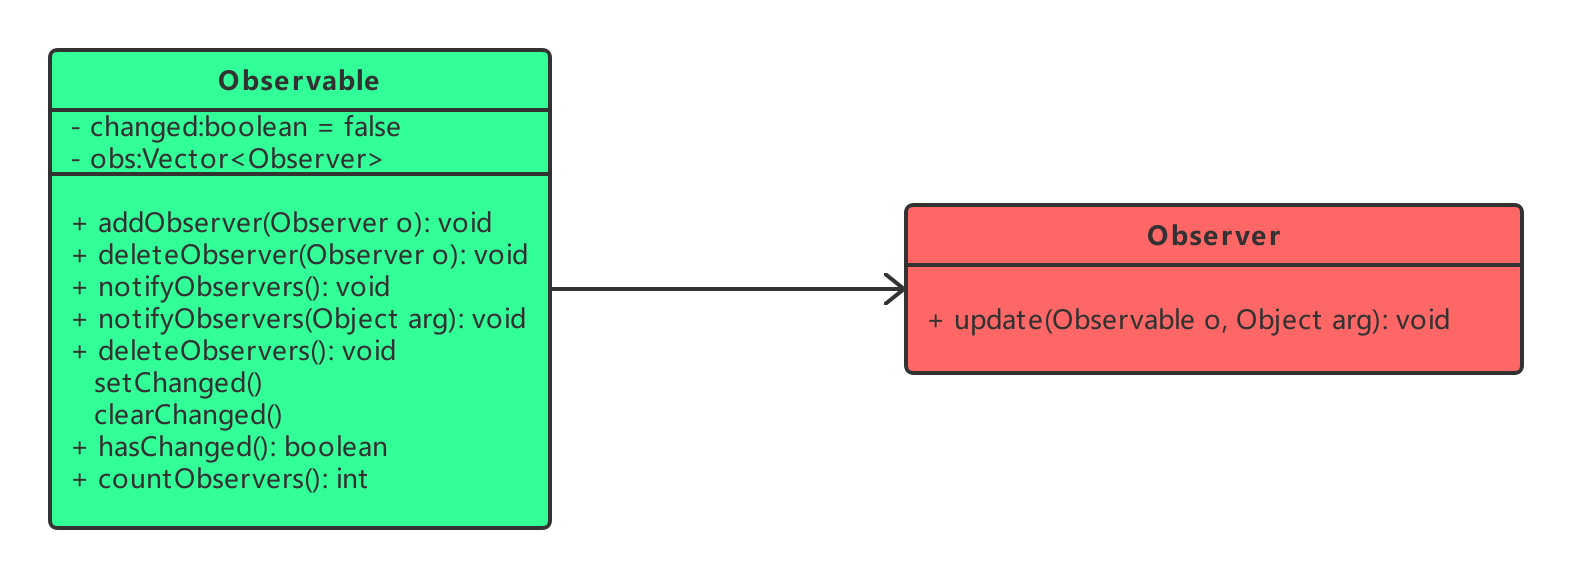 Observable
- changed:boolean = false
- obs:Vector<Observer>
+ addObserver(Observer o): void
+ deleteObserver(Observer o): void
+ notifyObservers(): void
+ notifyObservers(Object arg): void
+ deleteObservers(): void
setChanged()
clearChanged()
+ hasChanged(): boolean
+ countObservers(): int
Observer
+ update(Observable o, Object arg): void